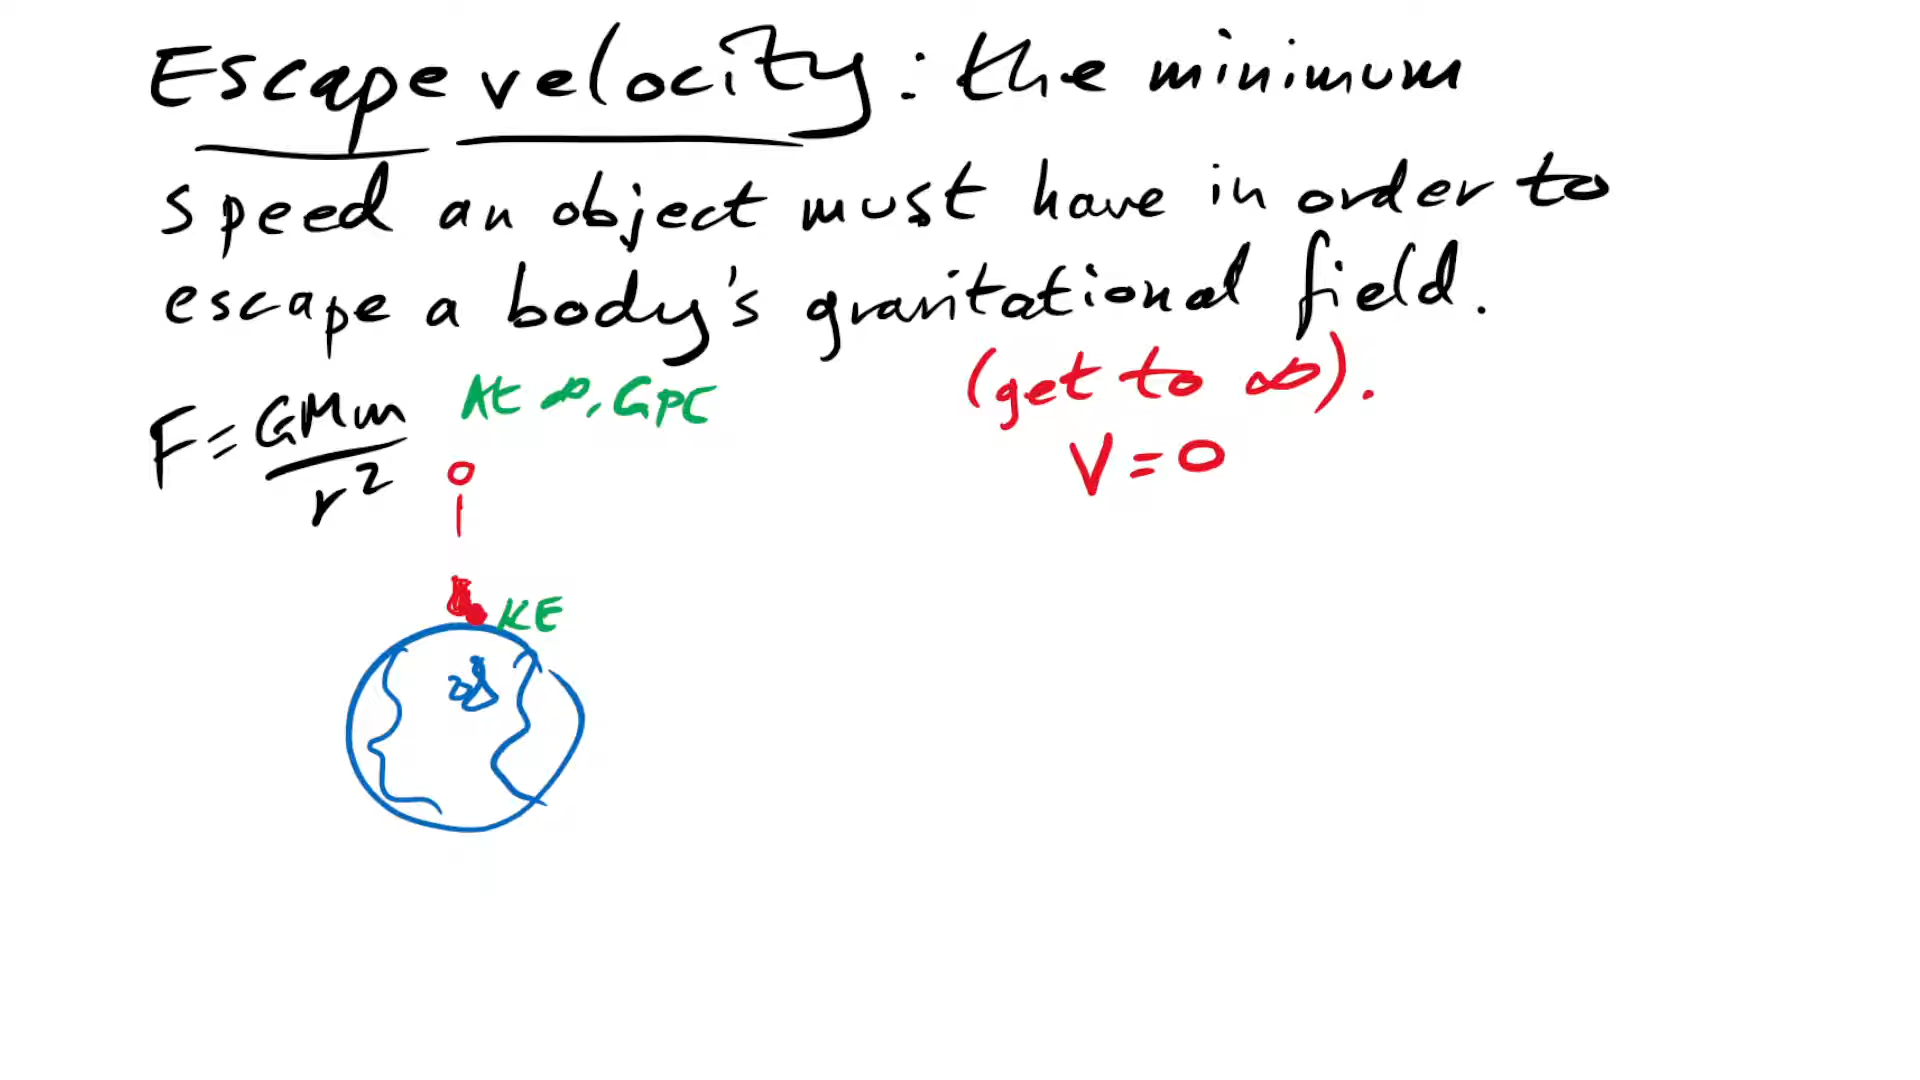 Escape velocity: the minimum
speed an object must have in order to
escape a body's gravitational field.
(get to ∞).
V = 0
F = GMm / r²
At ∞, GPE
KE